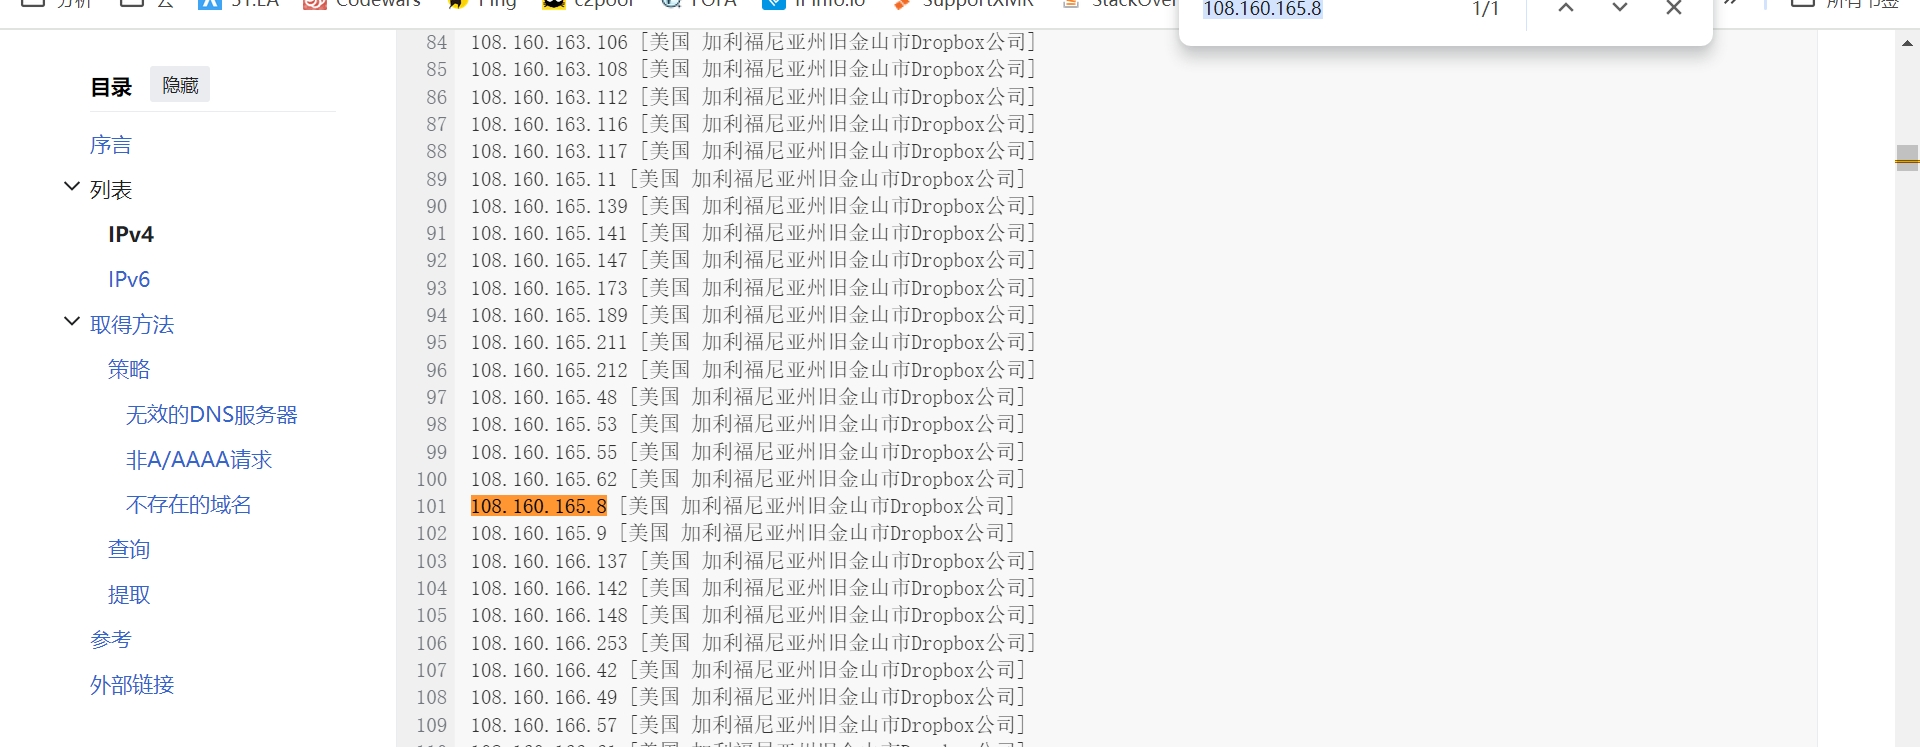 分析 云 51.LA Codewars Ping c2pool FOFA IPinfo.io SupportXMR 所有书签
108.160.165.8 1/1
目录 隐藏
序言
列表
IPv4
IPv6
取得方法
策略
无效的DNS服务器
非A/AAAA请求
不存在的域名
查询
提取
参考
外部链接
84 108.160.163.106 [美国 加利福尼亚州旧金山市Dropbox公司]
85 108.160.163.108 [美国 加利福尼亚州旧金山市Dropbox公司]
86 108.160.163.112 [美国 加利福尼亚州旧金山市Dropbox公司]
87 108.160.163.116 [美国 加利福尼亚州旧金山市Dropbox公司]
88 108.160.163.117 [美国 加利福尼亚州旧金山市Dropbox公司]
89 108.160.165.11 [美国 加利福尼亚州旧金山市Dropbox公司]
90 108.160.165.139 [美国 加利福尼亚州旧金山市Dropbox公司]
91 108.160.165.141 [美国 加利福尼亚州旧金山市Dropbox公司]
92 108.160.165.147 [美国 加利福尼亚州旧金山市Dropbox公司]
93 108.160.165.173 [美国 加利福尼亚州旧金山市Dropbox公司]
94 108.160.165.189 [美国 加利福尼亚州旧金山市Dropbox公司]
95 108.160.165.211 [美国 加利福尼亚州旧金山市Dropbox公司]
96 108.160.165.212 [美国 加利福尼亚州旧金山市Dropbox公司]
97 108.160.165.48 [美国 加利福尼亚州旧金山市Dropbox公司]
98 108.160.165.53 [美国 加利福尼亚州旧金山市Dropbox公司]
99 108.160.165.55 [美国 加利福尼亚州旧金山市Dropbox公司]
100 108.160.165.62 [美国 加利福尼亚州旧金山市Dropbox公司]
101 108.160.165.8 [美国 加利福尼亚州旧金山市Dropbox公司]
102 108.160.165.9 [美国 加利福尼亚州旧金山市Dropbox公司]
103 108.160.166.137 [美国 加利福尼亚州旧金山市Dropbox公司]
104 108.160.166.142 [美国 加利福尼亚州旧金山市Dropbox公司]
105 108.160.166.148 [美国 加利福尼亚州旧金山市Dropbox公司]
106 108.160.166.253 [美国 加利福尼亚州旧金山市Dropbox公司]
107 108.160.166.42 [美国 加利福尼亚州旧金山市Dropbox公司]
108 108.160.166.49 [美国 加利福尼亚州旧金山市Dropbox公司]
109 108.160.166.57 [美国 加利福尼亚州旧金山市Dropbox公司]